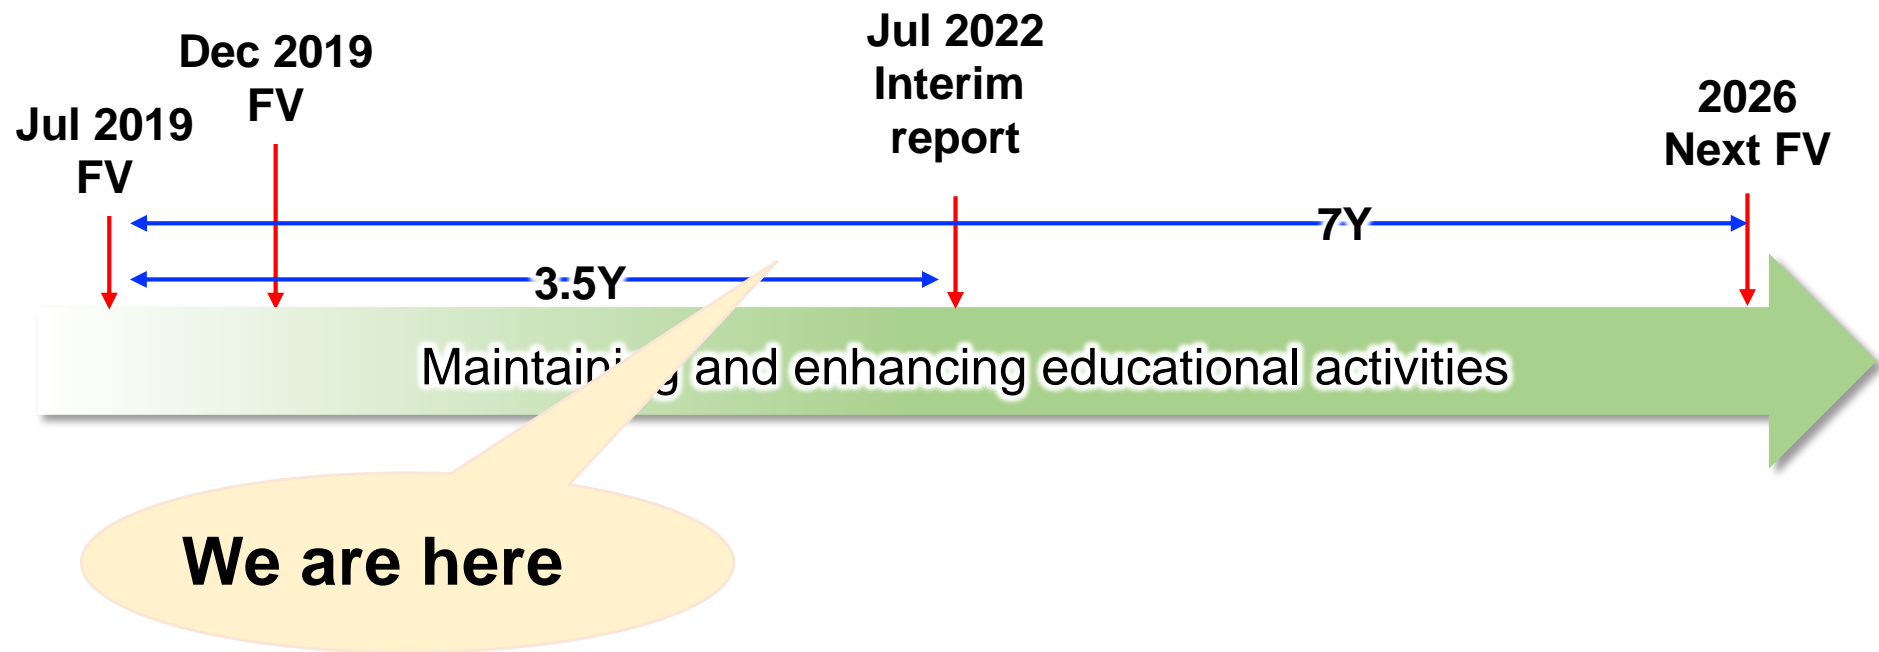 Jul 2019
FV
Dec 2019
FV
Jul 2022
Interim
report
2026
Next FV
7Y
3.5Y
Maintaining and enhancing educational activities
We are here